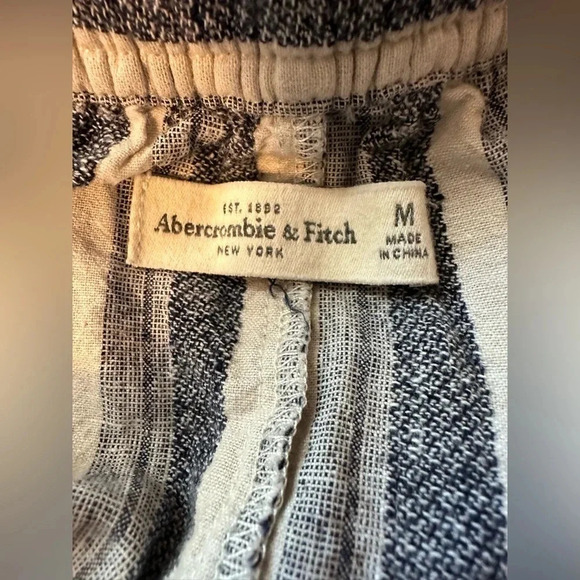 EST. 1892
Abercrombie & Fitch
NEW YORK
M
MADE
IN CHINA